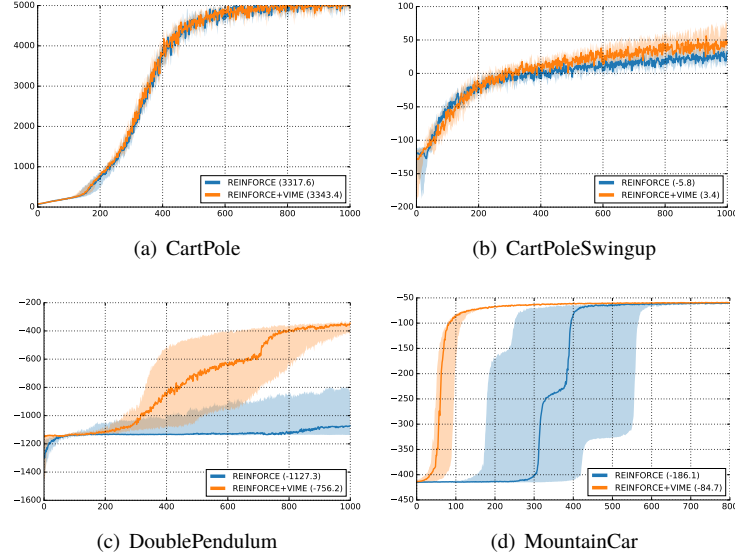 5000
4000
3000
2000
1000
0
0 200 400 600 800 1000
REINFORCE (3317.6)
REINFORCE+VIME (3343.4)
(a) CartPole
100
50
0
−50
−100
−150
−200
0 200 400 600 800 1000
REINFORCE (-5.8)
REINFORCE+VIME (3.4)
(b) CartPoleSwingup
−200
−400
−600
−800
−1000
−1200
−1400
−1600
0 200 400 600 800 1000
REINFORCE (-1127.3)
REINFORCE+VIME (-756.2)
(c) DoublePendulum
−50
−100
−150
−200
−250
−300
−350
−400
−450
0 100 200 300 400 500 600 700 800
REINFORCE (-186.1)
REINFORCE+VIME (-84.7)
(d) MountainCar